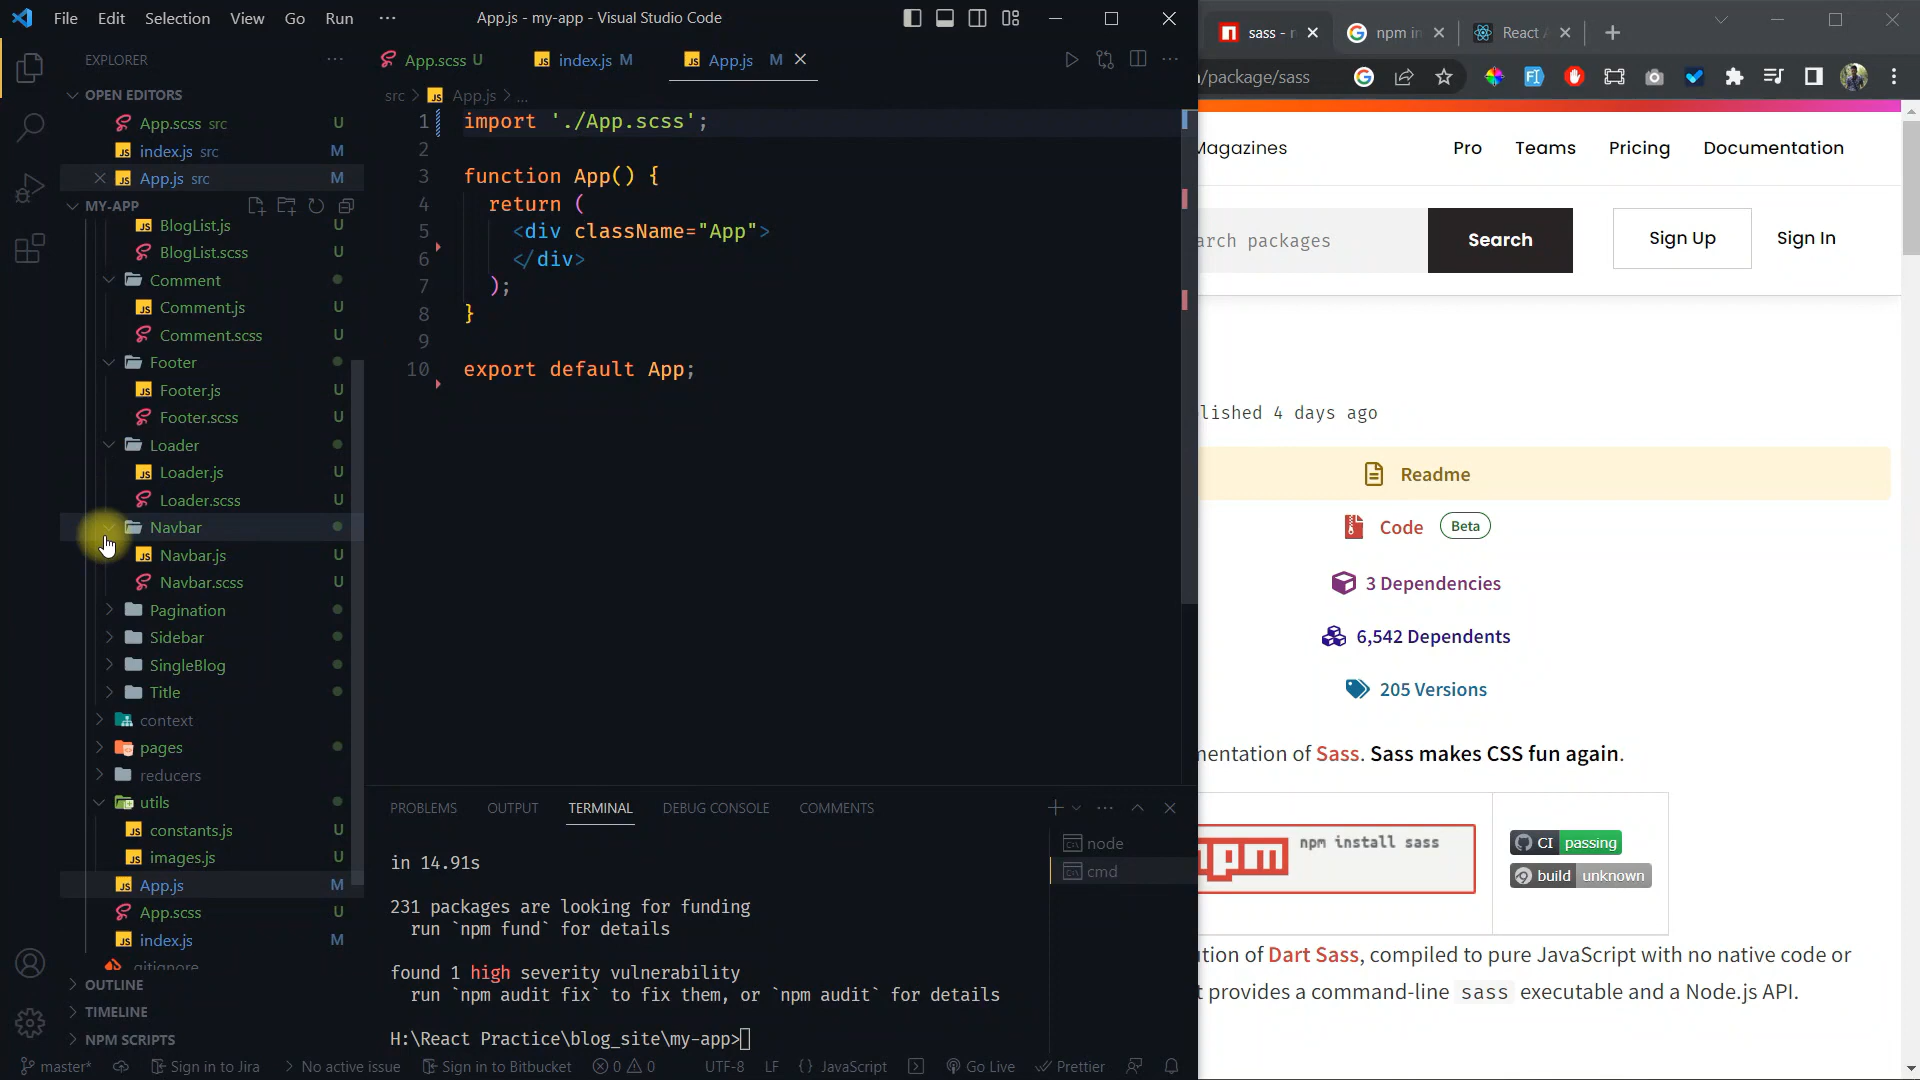 File Edit Selection View Go Run ⋯ App.js - my-app - Visual Studio Code
EXPLORER
OPEN EDITORS
App.scss src U
index.js src M
App.js src M
MY-APP
BlogList.js U
BlogList.scss U
Comment
Comment.js U
Comment.scss U
Footer
Footer.js U
Footer.scss U
Loader
Loader.js U
Loader.scss U
Navbar
Navbar.js U
Navbar.scss U
Pagination
Sidebar
SingleBlog
Title
context
pages
reducers
utils
constants.js U
images.js U
App.js M
App.scss U
index.js M
.gitignore
OUTLINE
TIMELINE
NPM SCRIPTS
App.scss U index.js M App.js M
src > App.js > ...
1 import './App.scss';
2
3 function App() {
4 return (
5 <div className="App">
6 </div>
7 );
8 }
9
10 export default App;
PROBLEMS OUTPUT TERMINAL DEBUG CONSOLE COMMENTS
node
cmd
in 14.91s
231 packages are looking for funding
run `npm fund` for details
found 1 high severity vulnerability
run `npm audit fix` to fix them, or `npm audit` for details
H:\React Practice\blog_site\my-app>
master* Sign in to Jira No active issue Sign in to Bitbucket 0 0 UTF-8 LF {} JavaScript Go Live Prettier
sass - npm in React
/package/sass
Magazines Pro Teams Pricing Documentation
arch packages Search Sign Up Sign In
lished 4 days ago
Readme
Code Beta
3 Dependencies
6,542 Dependents
205 Versions
mentation of Sass. Sass makes CSS fun again.
npm npm install sass CI passing
build unknown
ution of Dart Sass, compiled to pure JavaScript with no native code or
t provides a command-line sass executable and a Node.js API.